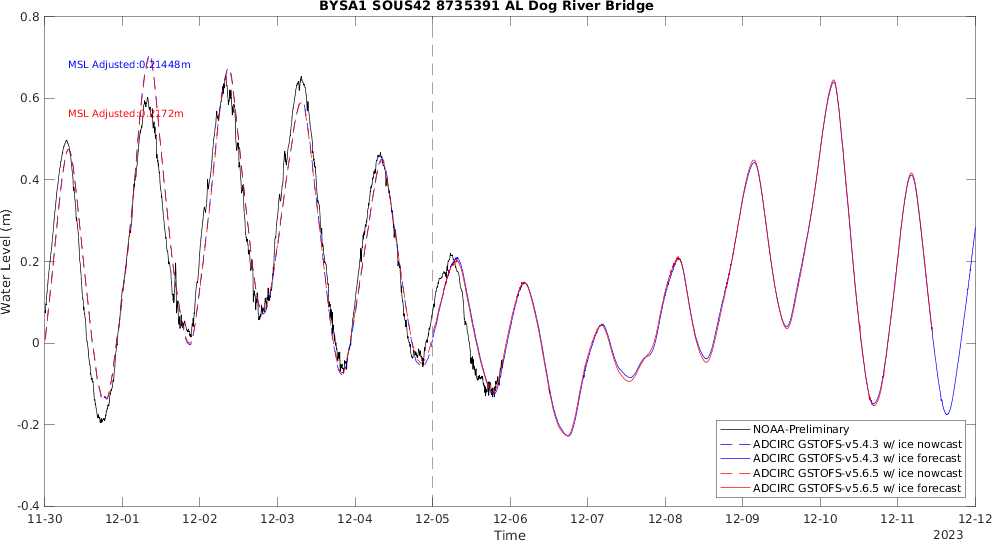 BYSA1 SOUS42 8735391 AL Dog River Bridge
0.8
0.6
0.4
0.2
0
-0.2
-0.4
Water Level (m)
MSL Adjusted:0.21448m
MSL Adjusted:0.2172m
NOAA-Preliminary
ADCIRC GSTOFS-v5.4.3 w/ ice nowcast
ADCIRC GSTOFS-v5.4.3 w/ ice forecast
ADCIRC GSTOFS-v5.6.5 w/ ice nowcast
ADCIRC GSTOFS-v5.6.5 w/ ice forecast
11-30 12-01 12-02 12-03 12-04 12-05 12-06 12-07 12-08 12-09 12-10 12-11 12-12
Time
2023